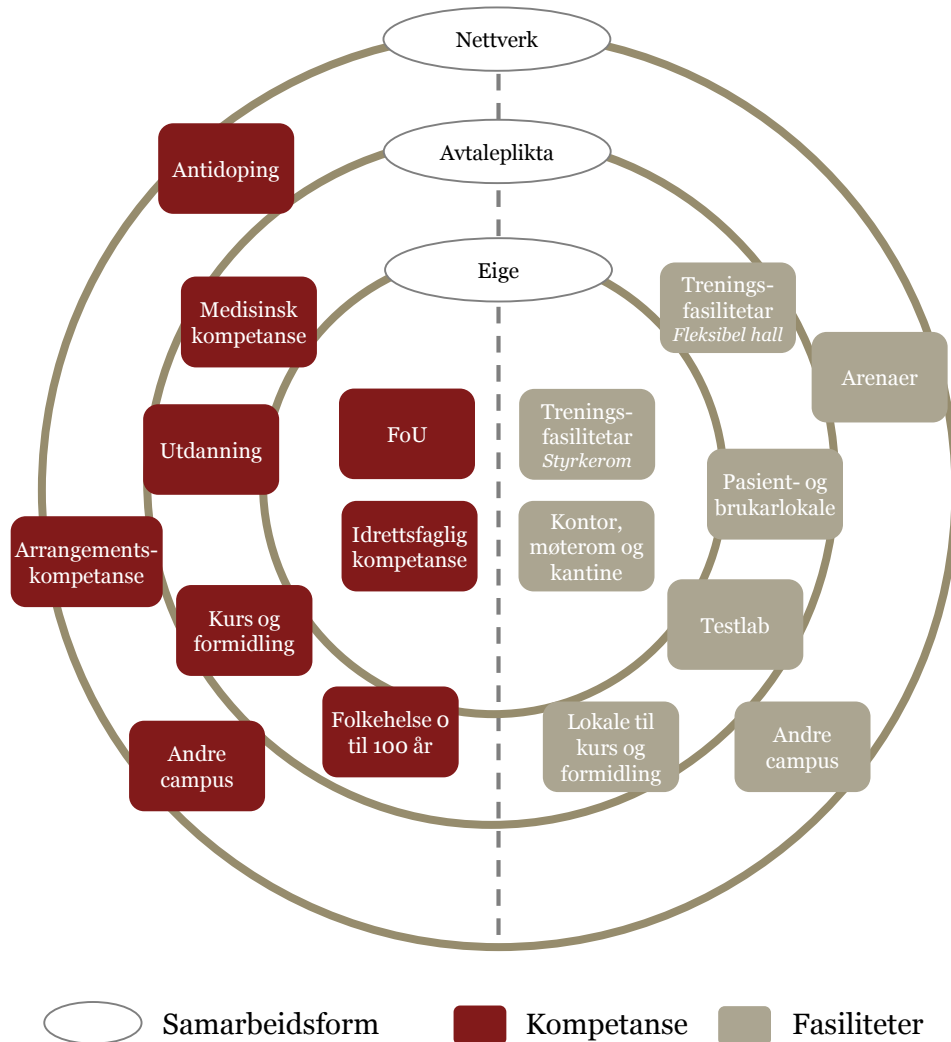 Nettverk
Avtaleplikta
Antidoping
Eige
Medisinsk
kompetanse
Trenings-
fasilitetar
Fleksibel hall
Arenaer
Utdanning
FoU
Trenings-
fasilitetar
Styrkerom
Pasient- og
brukarlokale
Arrangements-
kompetanse
Idrettsfaglig
kompetanse
Kontor,
møterom og
kantine
Kurs og
formidling
Testlab
Folkehelse 0
til 100 år
Lokale til
kurs og
formidling
Andre
campus
Andre
campus
Samarbeidsform
Kompetanse
Fasiliteter